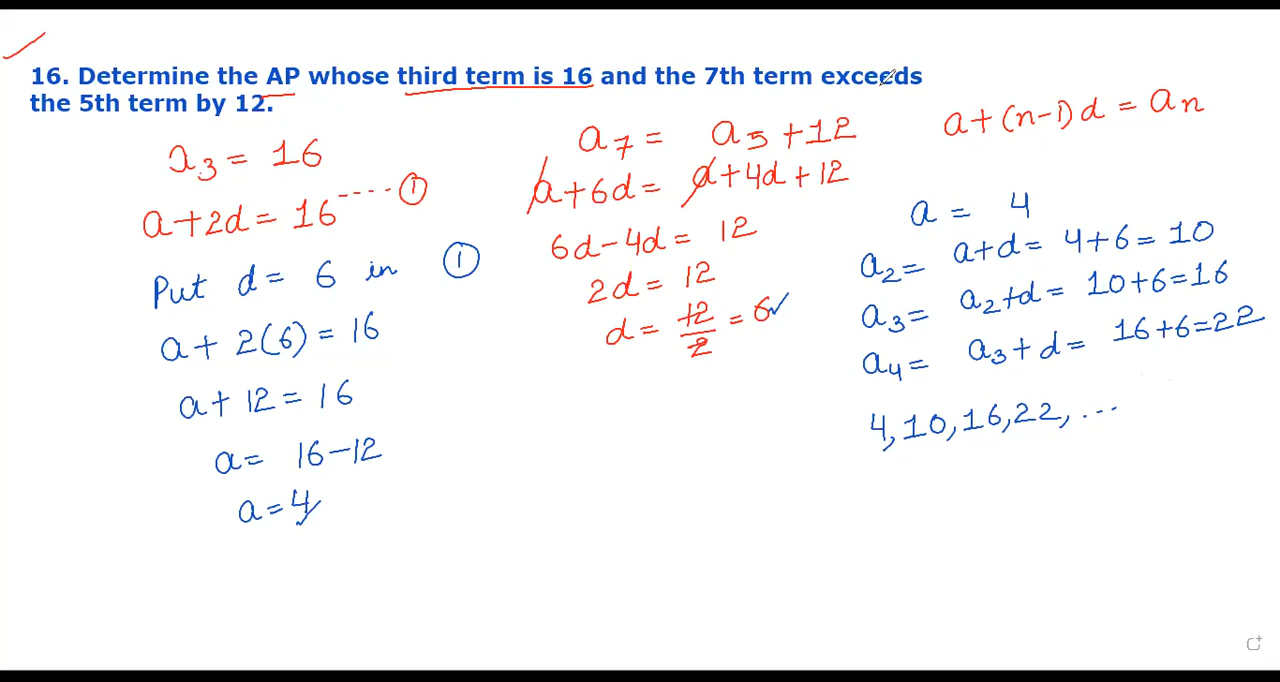 16. Determine the AP whose third term is 16 and the 7th term exceeds
the 5th term by 12.
a₃ = 16
a+2d = 16 ---- ①
Put d = 6 in ①
a + 2(6) = 16
a + 12 = 16
a = 16-12
a = 4
a₇ = a₅ + 12
a+6d = a+4d+12
6d-4d = 12
2d = 12
d = 12/2 = 6✓
a+(n-1)d = an
a = 4
a₂ = a+d = 4+6 = 10
a₃ = a₂+d = 10+6=16
a₄ = a₃+d = 16+6=22
4, 10, 16, 22, ...